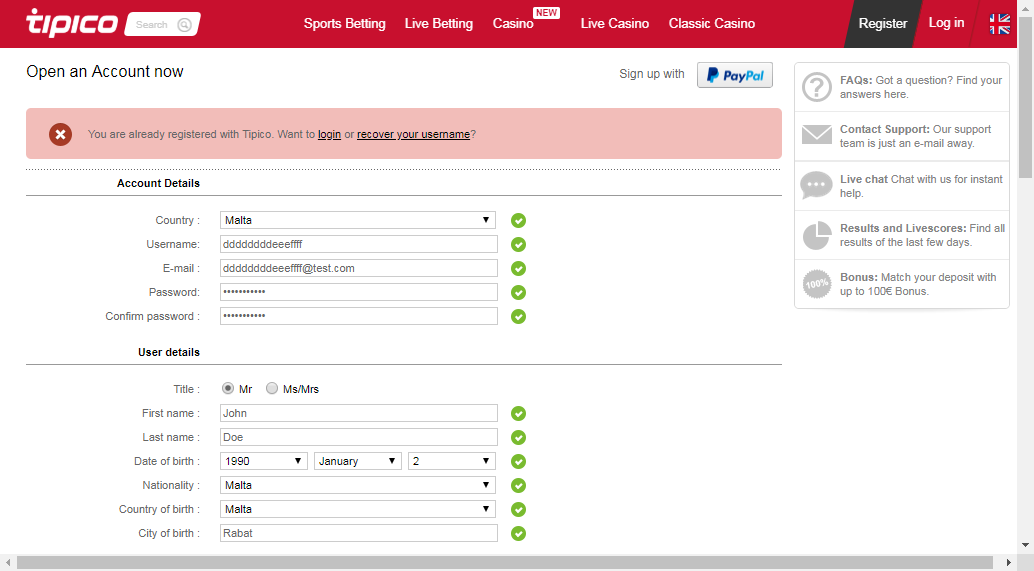 tipico
Search
Sports Betting
Live Betting
Casino
NEW
Live Casino
Classic Casino
Register
Log in
Open an Account now
Sign up with
PayPal
You are already registered with Tipico. Want to login or recover your username?
Account Details
Country :
Malta
Username:
ddddddddeeeffff
E-mail :
ddddddddeeeffff@test.com
Password:
•••••••••••
Confirm password :
•••••••••••
User details
Title :
Mr
Ms/Mrs
First name :
John
Last name :
Doe
Date of birth :
1990
January
2
Nationality :
Malta
Country of birth :
Malta
City of birth :
Rabat
FAQs: Got a question? Find your
answers here.
Contact Support: Our support
team is just an e-mail away.
Live chat Chat with us for instant
help.
Results and Livescores: Find all
results of the last few days.
100%
Bonus: Match your deposit with
up to 100€ Bonus.